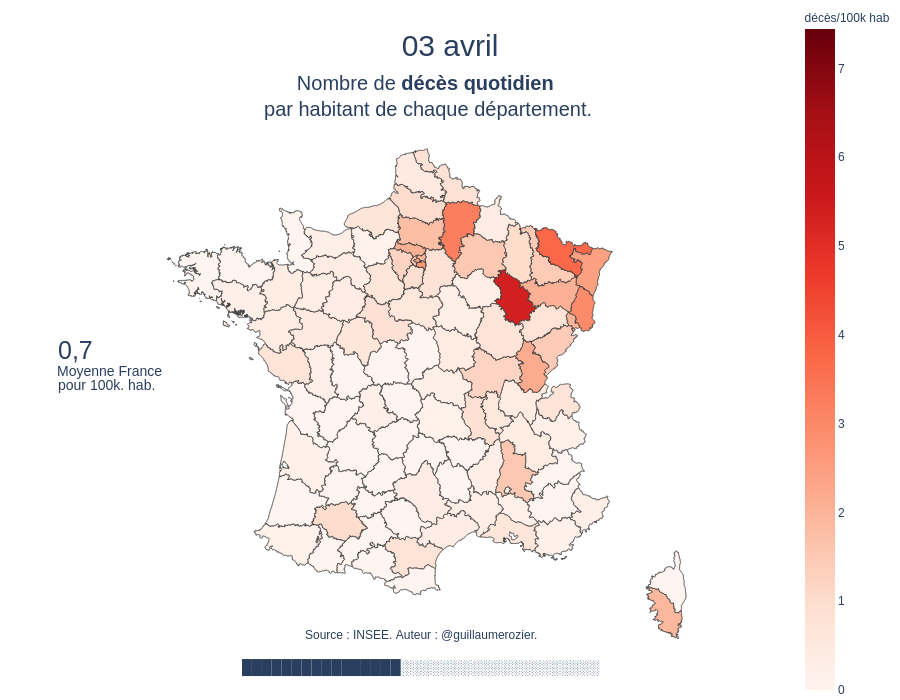 décès/100k hab
03 avril
Nombre de décès quotidien
par habitant de chaque département.
7
6
5
4
3
2
1
0
0,7
Moyenne France
pour 100k. hab.
Source : INSEE. Auteur : @guillaumerozier.